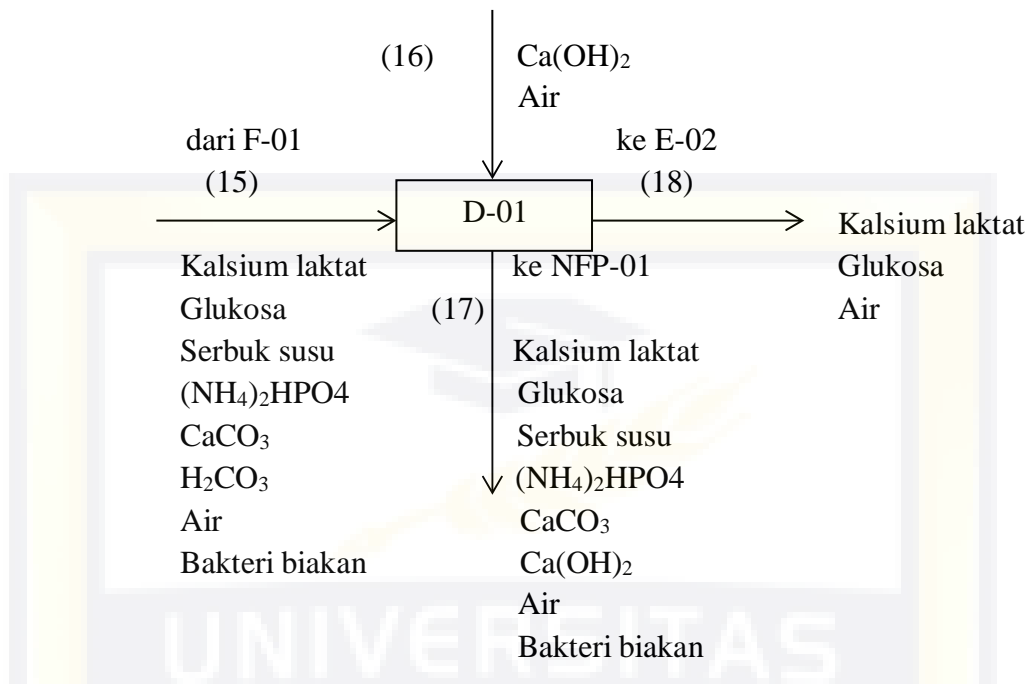 (16)
Ca(OH)₂
Air
dari F-01
ke E-02
(15)
(18)
D-01
Kalsium laktat
Kalsium laktat
ke NFP-01
Glukosa
Glukosa
(17)
Air
Serbuk susu
Kalsium laktat
(NH₄)₂HPO4
Glukosa
CaCO₃
Serbuk susu
H₂CO₃
(NH₄)₂HPO4
Air
CaCO₃
Bakteri biakan
Ca(OH)₂
Air
Bakteri biakan
UNIVERSITAS